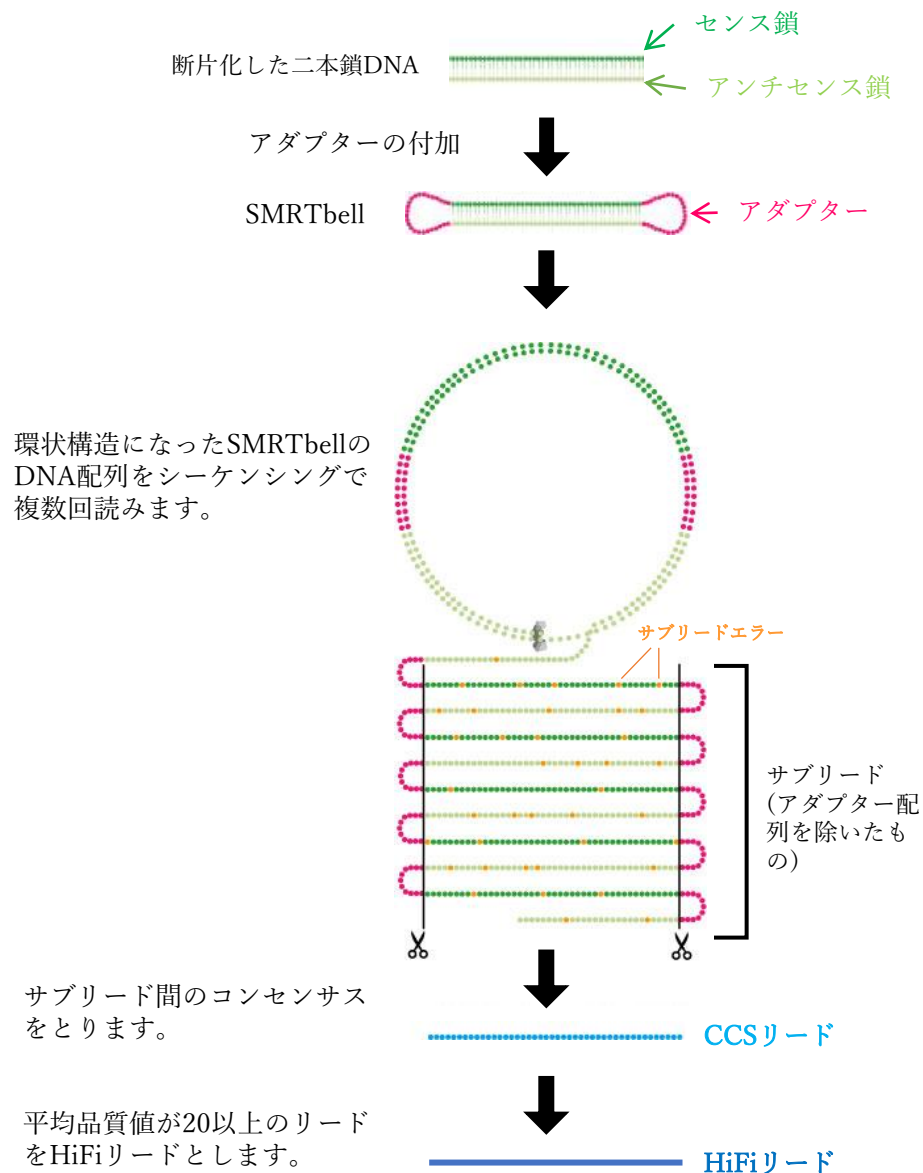 センス鎖
断片化した二本鎖DNA
アンチセンス鎖
アダプターの付加
SMRTbell
アダプター
環状構造になったSMRTbellの
DNA配列をシーケンシングで
複数回読みます。
サブリードエラー
サブリード
(アダプター配
列を除いたも
の)
サブリード間のコンセンサス
をとります。
CCSリード
平均品質値が20以上のリード
をHiFiリードとします。
HiFiリード